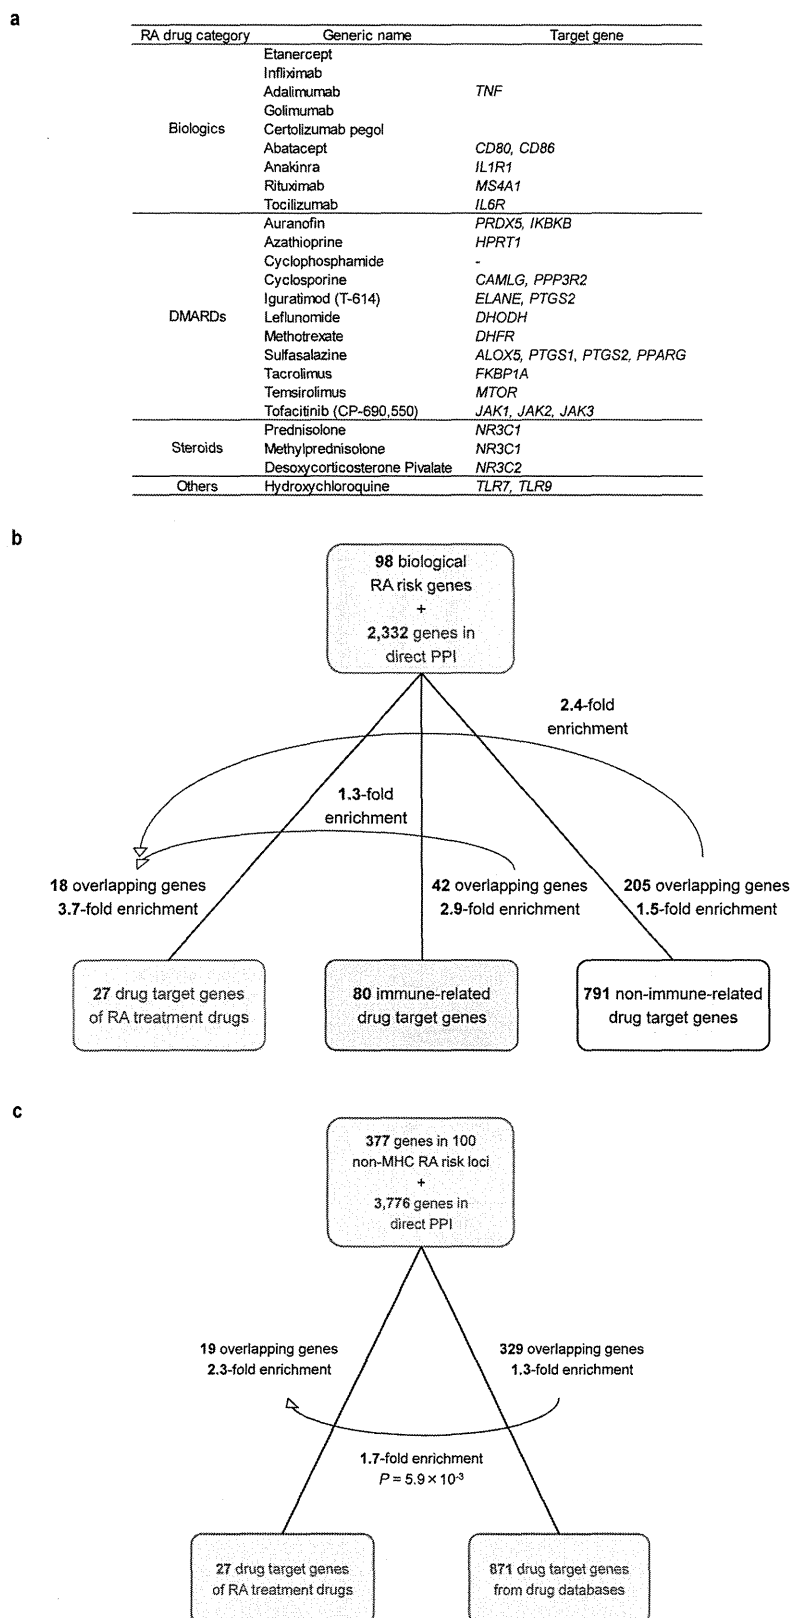 a
RA drug category Generic name Target gene
Etanercept
Infliximab
Adalimumab TNF
Golimumab
Biologics Certolizumab pegol
Abatacept CD80, CD86
Anakinra IL1R1
Rituximab MS4A1
Tocilizumab IL6R
Auranofin PRDX5, IKBKB
Azathioprine HPRT1
Cyclophosphamide -
Cyclosporine CAMLG, PPP3R2
Iguratimod (T-614) ELANE, PTGS2
DMARDs Leflunomide DHODH
Methotrexate DHFR
Sulfasalazine ALOX5, PTGS1, PTGS2, PPARG
Tacrolimus FKBP1A
Temsirolimus MTOR
Tofacitinib (CP-690,550) JAK1, JAK2, JAK3
Prednisolone NR3C1
Steroids Methylprednisolone NR3C1
Desoxycorticosterone Pivalate NR3C2
Others Hydroxychloroquine TLR7, TLR9
b
98 biological
RA risk genes
+
2,332 genes in
direct PPI
2.4-fold
enrichment
1.3-fold
enrichment
18 overlapping genes
3.7-fold enrichment
42 overlapping genes
2.9-fold enrichment
205 overlapping genes
1.5-fold enrichment
27 drug target genes
of RA treatment drugs
80 immune-related
drug target genes
791 non-immune-related
drug target genes
c
377 genes in 100
non-MHC RA risk loci
+
3,776 genes in
direct PPI
19 overlapping genes
2.3-fold enrichment
329 overlapping genes
1.3-fold enrichment
1.7-fold enrichment
P = 5.9 × 10-3
27 drug target genes
of RA treatment drugs
871 drug target genes
from drug databases